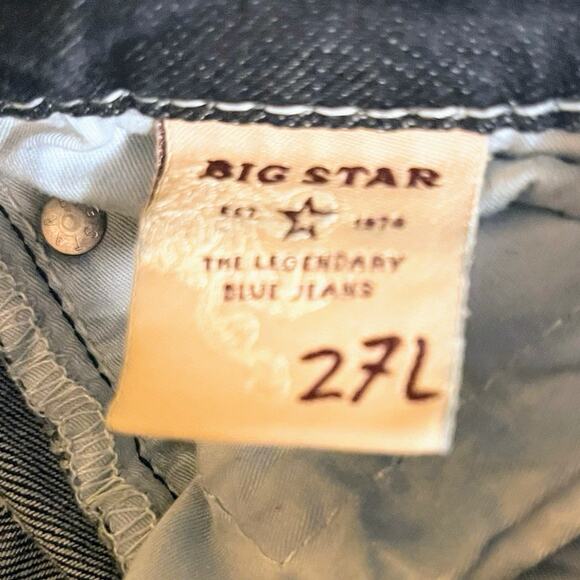 BIG STAR
EST. 1974
THE LEGENDARY
BLUE JEANS
27L